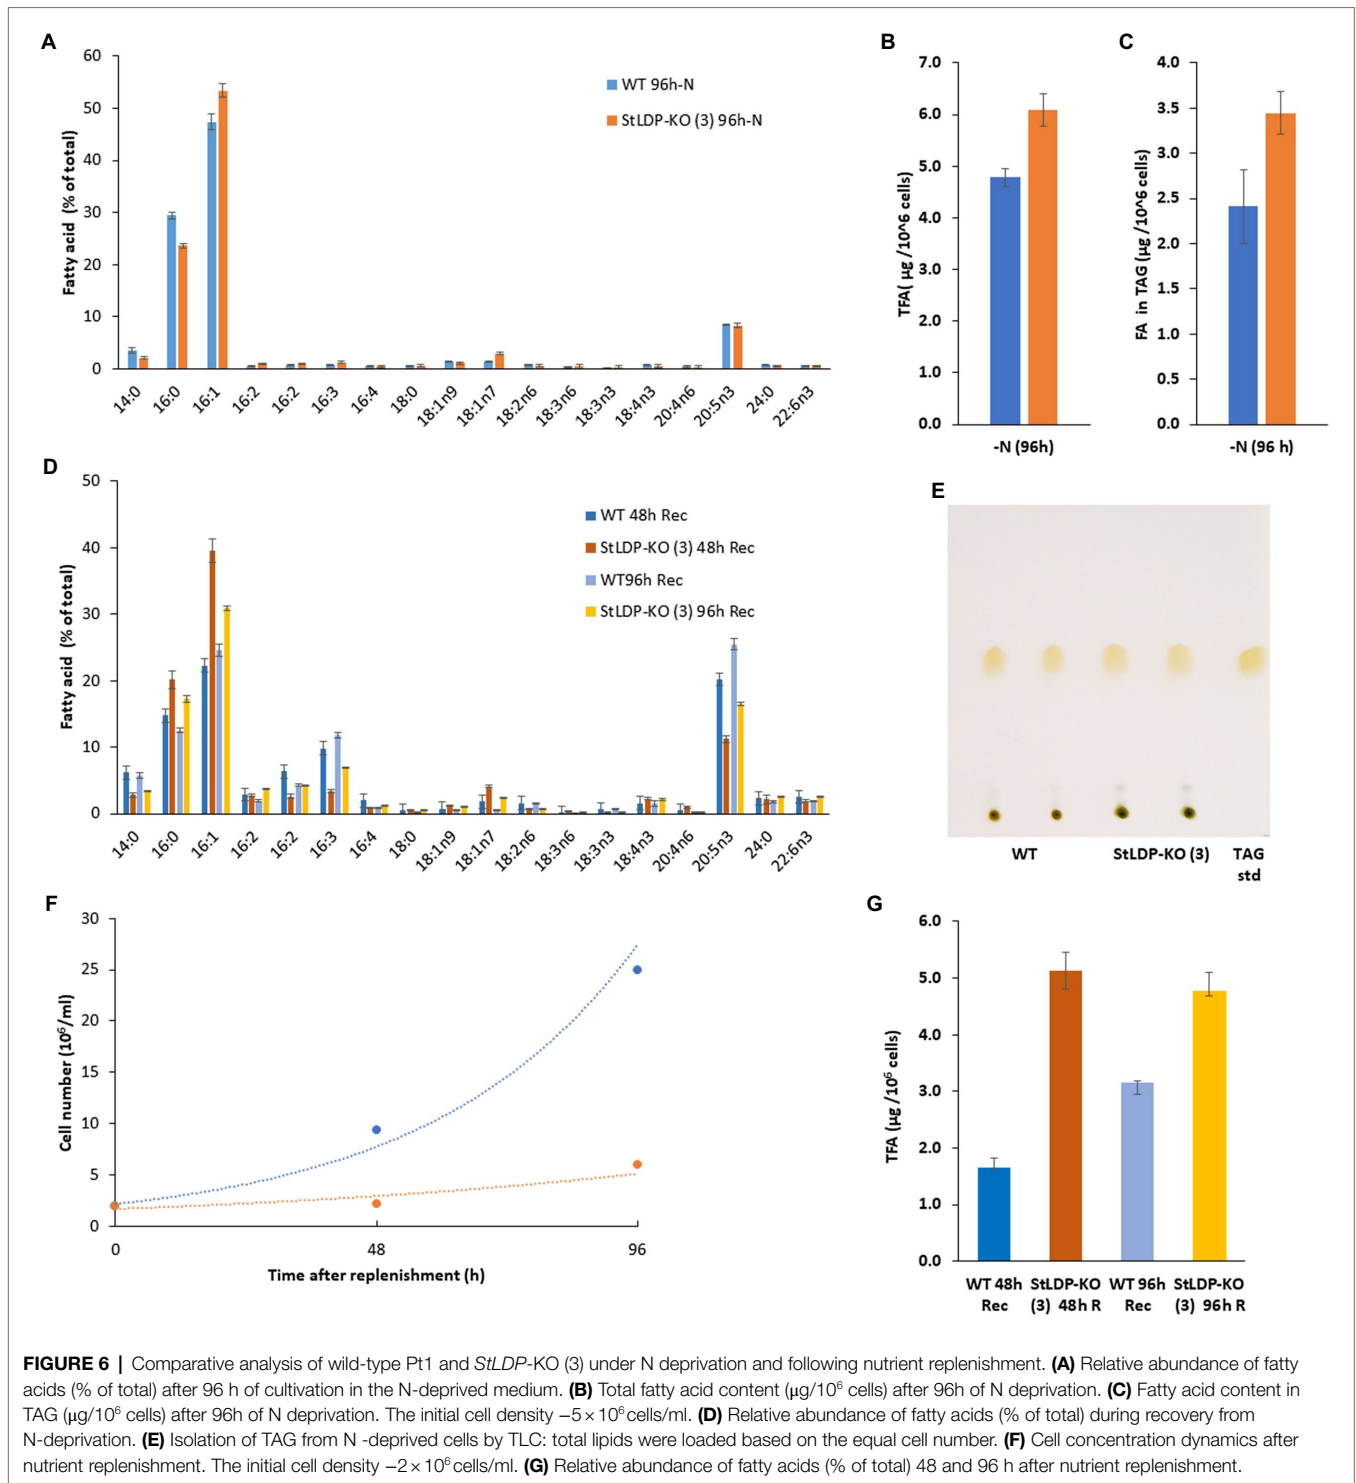 A
60
50
40
30
20
10
0
Fatty acid (% of total)
WT 96h-N
StLDP-KO (3) 96h-N
14:0 16:0 16:1 16:2 16:2 16:3 16:4 18:0 18:1n9 18:1n7 18:2n6 18:3n6 18:3n3 18:4n3 20:4n6 20:5n3 24:0 22:6n3
B
7.0
6.0
5.0
4.0
3.0
2.0
1.0
0.0
TFA( µg /10^6 cells)
-N (96h)
C
4.0
3.5
3.0
2.5
2.0
1.5
1.0
0.5
0.0
FA in TAG (µg /10^6 cells)
-N (96 h)
D
50
40
30
20
10
0
Fatty acid (% of total)
WT 48h Rec
StLDP-KO (3) 48h Rec
WT96h Rec
StLDP-KO (3) 96h Rec
14:0 16:0 16:1 16:2 16:2 16:3 16:4 18:0 18:1n9 18:1n7 18:2n6 18:3n6 18:3n3 18:4n3 20:4n6 20:5n3 24:0 22:6n3
E
WT StLDP-KO (3) TAG
std
F
30
25
20
15
10
5
0
Cell number (10⁶/ml)
0 48 96
Time after replenishment (h)
G
6.0
5.0
4.0
3.0
2.0
1.0
0.0
TFA (µg /10⁶ cells)
WT 48h StLDP-KO WT 96h StLDP-KO
Rec (3) 48h R Rec (3) 96h R
FIGURE 6 | Comparative analysis of wild-type Pt1 and StLDP-KO (3) under N deprivation and following nutrient replenishment. (A) Relative abundance of fatty
acids (% of total) after 96 h of cultivation in the N-deprived medium. (B) Total fatty acid content (µg/10⁶ cells) after 96h of N deprivation. (C) Fatty acid content in
TAG (µg/10⁶ cells) after 96h of N deprivation. The initial cell density −5 × 10⁶ cells/ml. (D) Relative abundance of fatty acids (% of total) during recovery from
N-deprivation. (E) Isolation of TAG from N -deprived cells by TLC: total lipids were loaded based on the equal cell number. (F) Cell concentration dynamics after
nutrient replenishment. The initial cell density −2 × 10⁶ cells/ml. (G) Relative abundance of fatty acids (% of total) 48 and 96 h after nutrient replenishment.